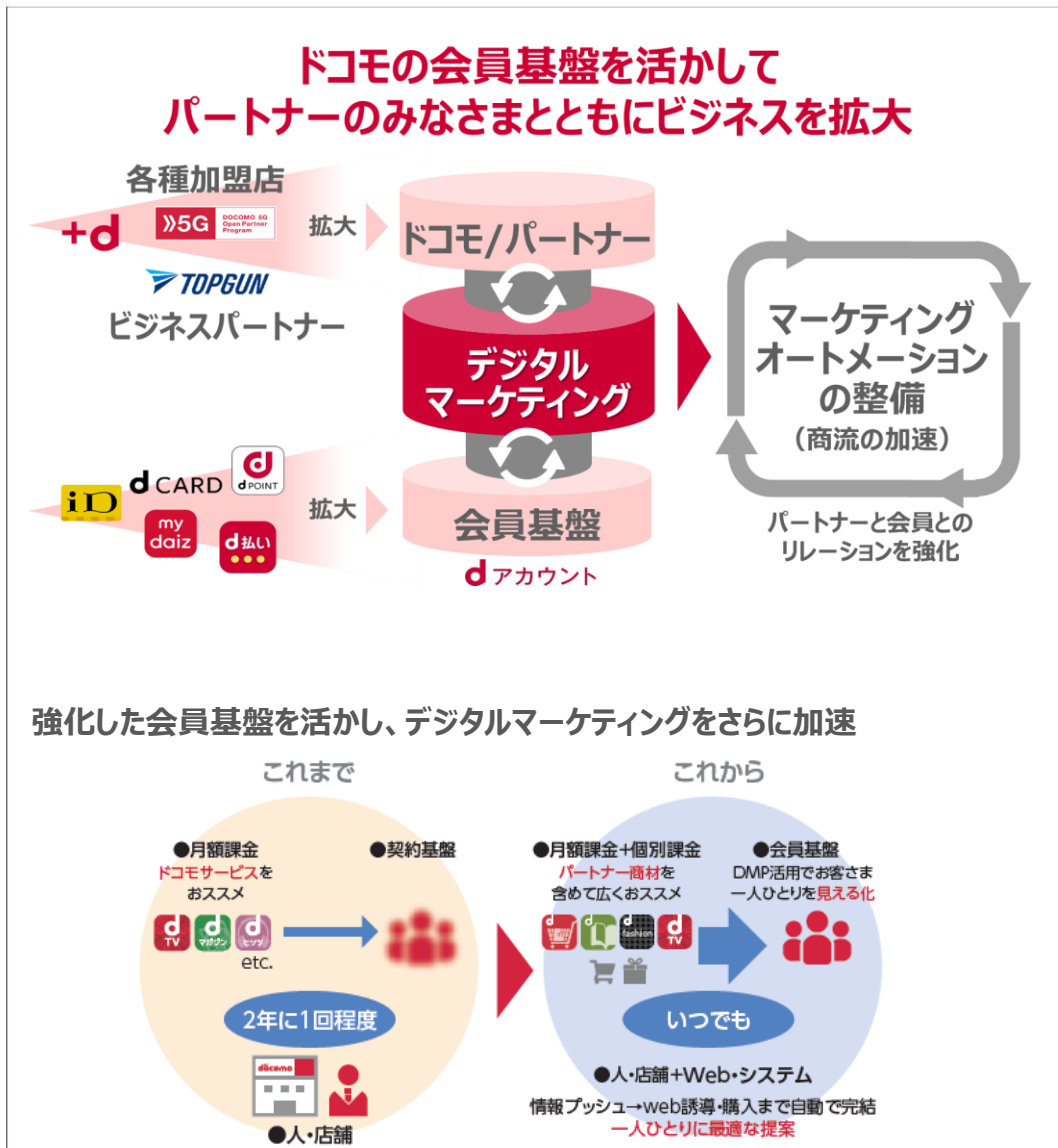 ドコモの会員基盤を活かして
パートナーのみなさまとともにビジネスを拡大
各種加盟店
+d
5G
DOCOMO 5G
Open Partner
Program
拡大
TOPGUN
ビジネスパートナー
ドコモ/パートナー
デジタル
マーケティング
マーケティング
オートメーション
の整備
(商流の加速)
iD
d CARD
d
d POINT
my
daiz
d払い
拡大
会員基盤
dアカウント
パートナーと会員との
リレーションを強化
強化した会員基盤を活かし、デジタルマーケティングをさらに加速
これまで
●月額課金
ドコモサービスを
おススメ
●契約基盤
d
TV
d
マガジン
d
ヒッツ
etc.
2年に1回程度
döcomo
●人・店舗
これから
●月額課金+個別課金
パートナー商材を
含めて広くおススメ
●会員基盤
DMP活用でお客さま
一人ひとりを見える化
d
d
d
fashion
d
TV
いつでも
●人・店舗+Web・システム
情報プッシュ→web誘導・購入まで自動で完結
一人ひとりに最適な提案